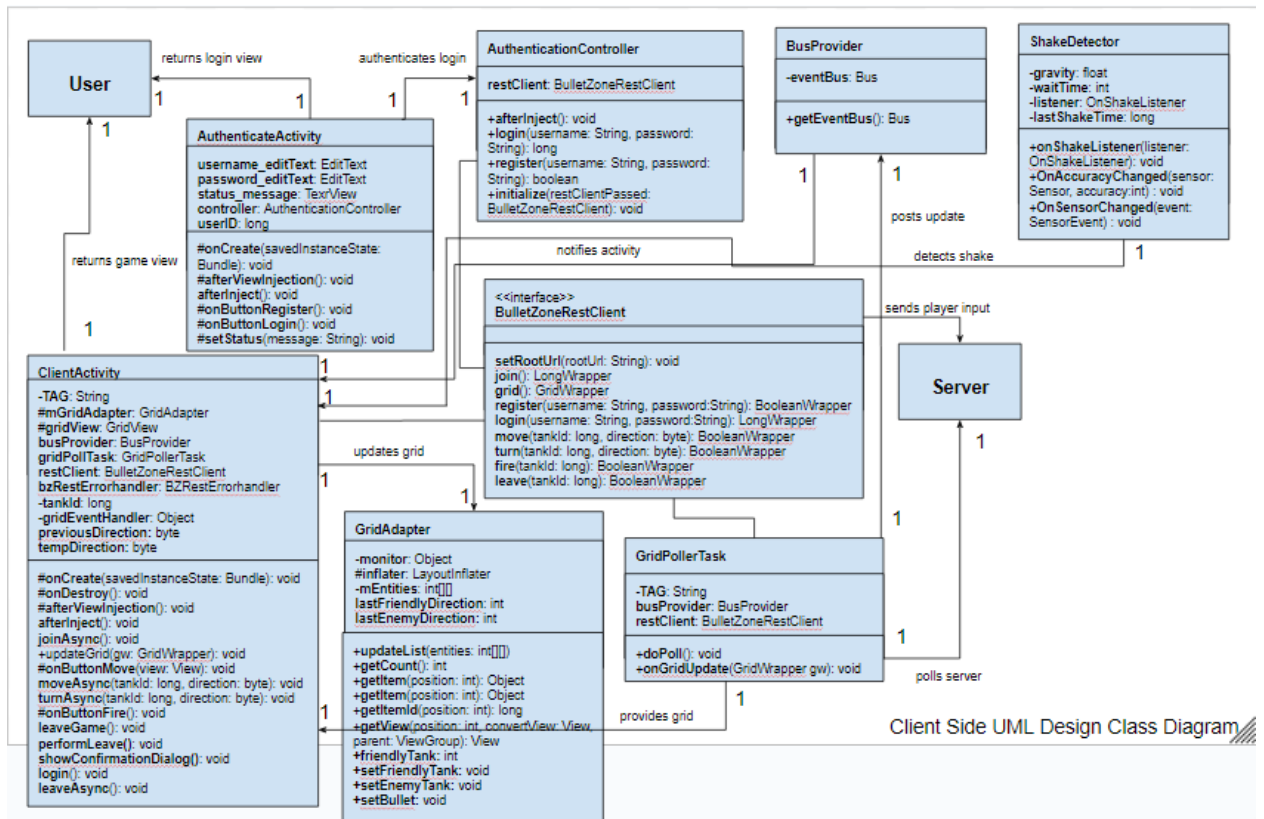 User
returns login view
1
1
authenticates login
1
1
AuthenticationController
restClient: BulletZoneRestClient
+afterInject(): void
+login(username: String, password:
String): long
+register(username: String, password:
String): boolean
+initialize(restClientPassed:
BulletZoneRestClient): void
BusProvider
-eventBus: Bus
+getEventBus(): Bus
1
1
posts update
1
ShakeDetector
-gravity: float
-waitTime: int
-listener: OnShakeListener
-lastShakeTime: long
+onShakeListener(listener:
OnShakeListener): void
+OnAccuracyChanged(sensor:
Sensor, accuracy:int) : void
+OnSensorChanged(event:
SensorEvent) : void
1
detects shake
1
AuthenticateActivity
username_editText: EditText
password_editText: EditText
status_message: TexrView
controller: AuthenticationController
userID: long
#onCreate(savedInstanceState:
Bundle): void
#afterViewInjection(): void
afterInject(): void
#onButtonRegister(): void
#onButtonLogin(): void
#setStatus(message: String): void
1
returns game view
1
notifies activity
1
<<interface>>
BulletZoneRestClient
setRootUrl(rootUrl: String): void
join(): LongWrapper
grid(): GridWrapper
register(username: String, password:String): BooleanWrapper
login(username: String, password:String): LongWrapper
move(tankId: long, direction: byte): BooleanWrapper
turn(tankId: long, direction: byte): BooleanWrapper
fire(tankId: long): BooleanWrapper
leave(tankId: long): BooleanWrapper
sends player input
Server
1
ClientActivity
-TAG: String
#mGridAdapter: GridAdapter
#gridView: GridView
busProvider: BusProvider
gridPollTask: GridPollerTask
restClient: BulletZoneRestClient
bzRestErrorhandler: BZRestErrorhandler
-tankId: long
-gridEventHandler: Object
previousDirection: byte
tempDirection: byte
#onCreate(savedInstanceState: Bundle): void
#onDestroy(): void
#afterViewInjection(): void
afterInject(): void
joinAsync(): void
+updateGrid(gw: GridWrapper): void
#onButtonMove(view: View): void
moveAsync(tankId: long, direction: byte): void
turnAsync(tankId: long, direction: byte): void
#onButtonFire(): void
leaveGame(): void
performLeave(): void
showConfirmationDialog(): void
login(): void
leaveAsync(): void
updates grid
1
1
GridAdapter
-monitor: Object
#inflater: LayoutInflater
-mEntities: int[][]
lastFriendlyDirection: int
lastEnemyDirection: int
+updateList(entities: int[][])
+getCount(): int
+getItem(position: int): Object
+getItem(position: int): Object
+getItemId(position: int): long
+getView(position: int, convertView: View,
parent: ViewGroup): View
+friendlyTank: int
+setFriendlyTank: void
+setEnemyTank: void
+setBullet: void
GridPollerTask
-TAG: String
busProvider: BusProvider
restClient: BulletZoneRestClient
+doPoll(): void
+onGridUpdate(GridWrapper gw): void
1
1
polls server
1
provides grid
1
Client Side UML Design Class Diagram